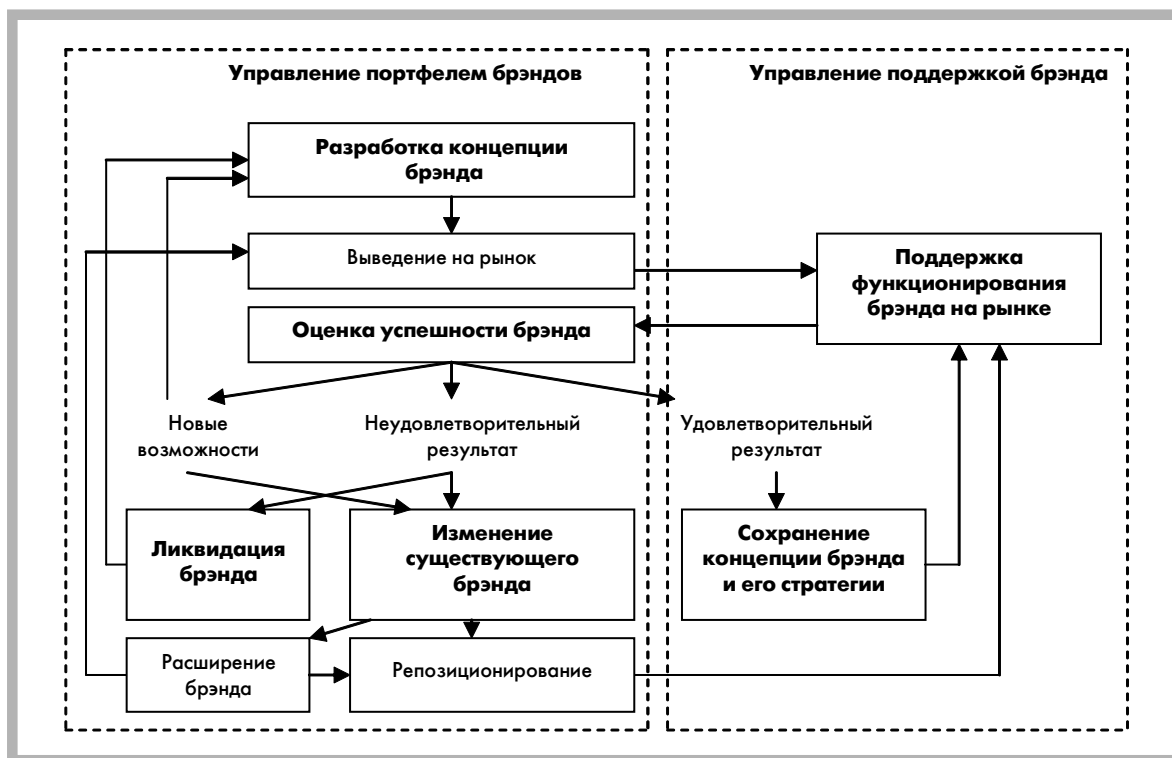 Управление портфелем брэндов
Управление поддержкой брэнда
Разработка концепции
брэнда
Выведение на рынок
Поддержка
функционирования
брэнда на рынке
Оценка успешности брэнда
Новые
возможности
Неудовлетворительный
результат
Удовлетворительный
результат
Ликвидация
брэнда
Изменение
существующего
брэнда
Сохранение
концепции брэнда
и его стратегии
Расширение
брэнда
Репозиционирование